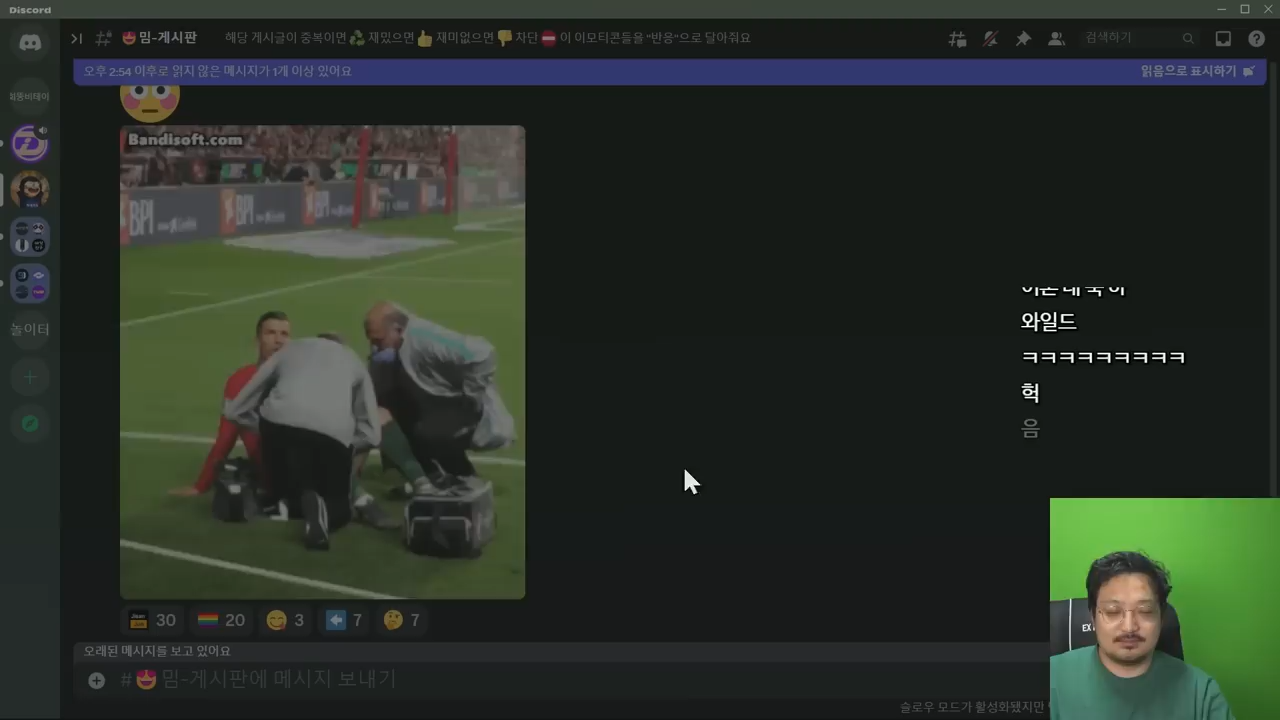 Discord
밈-게시판
해당 게시글이 중복이면 재밌으면 재미없으면 차단 이 이모티콘들을 "반응"으로 달아줘요
검색하기
오후 2:54 이후로 읽지 않은 메시지가 1개 이상 있어요
읽음으로 표시하기
Bandisoft.com
BPI
BPI
BPI
BPI
와일드
ㅋㅋㅋㅋㅋㅋㅋㅋㅋ
헉
음
놀이터
30
20
3
7
7
오래된 메시지를 보고 있어요
#밈-게시판에 메시지 보내기
슬로우 모드가 활성화됐지만
EX